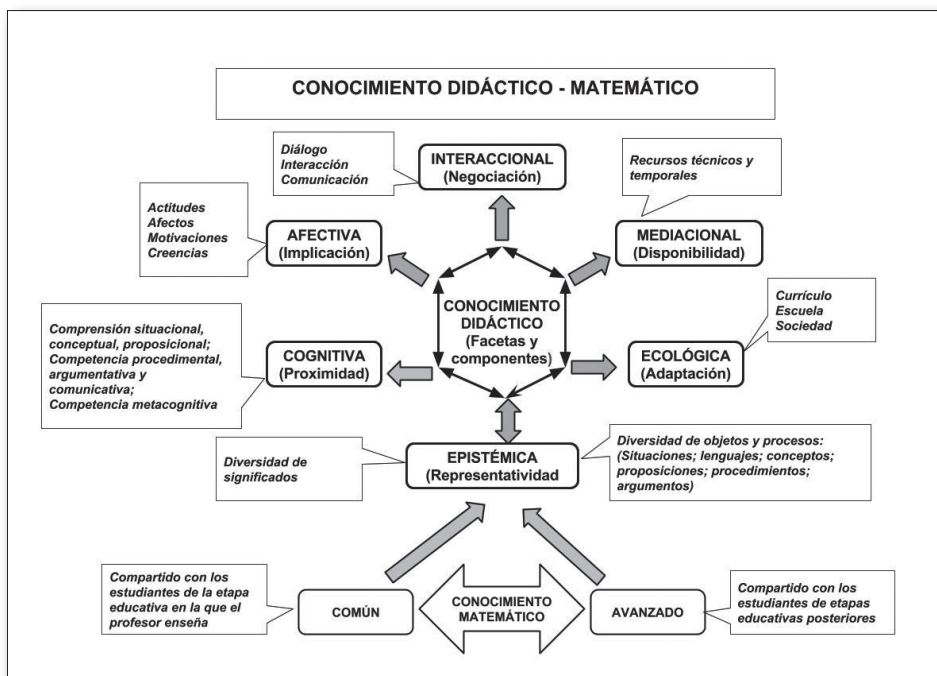 CONOCIMIENTO DIDÁCTICO - MATEMÁTICO
Diálogo
Interacción
Comunicación
INTERACCIONAL
(Negociación)
Recursos técnicos y
temporales
Actitudes
Afectos
Motivaciones
Creencias
AFECTIVA
(Implicación)
MEDIACIONAL
(Disponibilidad)
CONOCIMIENTO
DIDÁCTICO
(Facetas y
componentes)
Comprensión situacional,
conceptual, proposicional;
Competencia procedimental,
argumentativa y
comunicativa;
Competencia metacognitiva
COGNITIVA
(Proximidad)
ECOLÓGICA
(Adaptación)
Currículo
Escuela
Sociedad
Diversidad de
significados
EPISTÉMICA
(Representatividad
Diversidad de objetos y procesos:
(Situaciones; lenguajes; conceptos;
proposiciones; procedimientos;
argumentos)
Compartido con los
estudiantes de la etapa
educativa en la que el
profesor enseña
COMÚN
CONOCIMIENTO
MATEMÁTICO
AVANZADO
Compartido con los
estudiantes de etapas
educativas posteriores